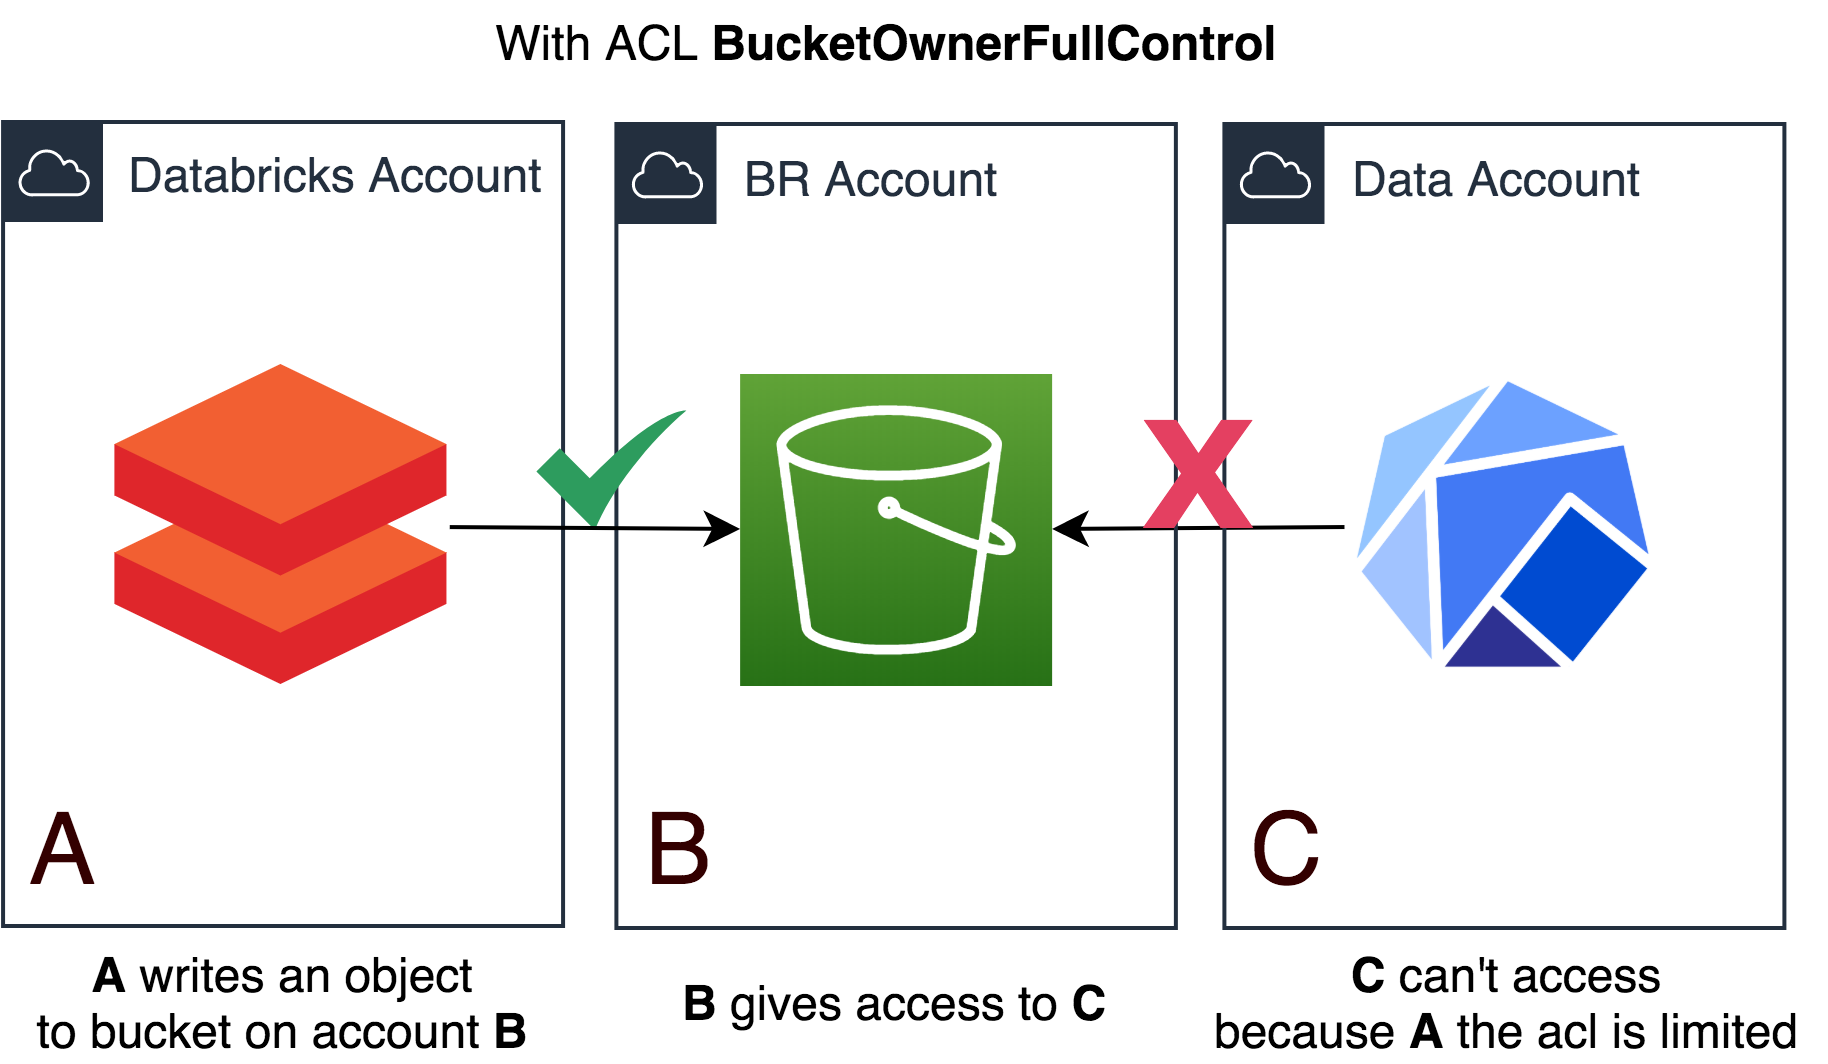 With ACL BucketOwnerFullControl
Databricks Account
BR Account
Data Account
A
B
C
A writes an object
to bucket on account B
B gives access to C
C can't access
because A the acl is limited